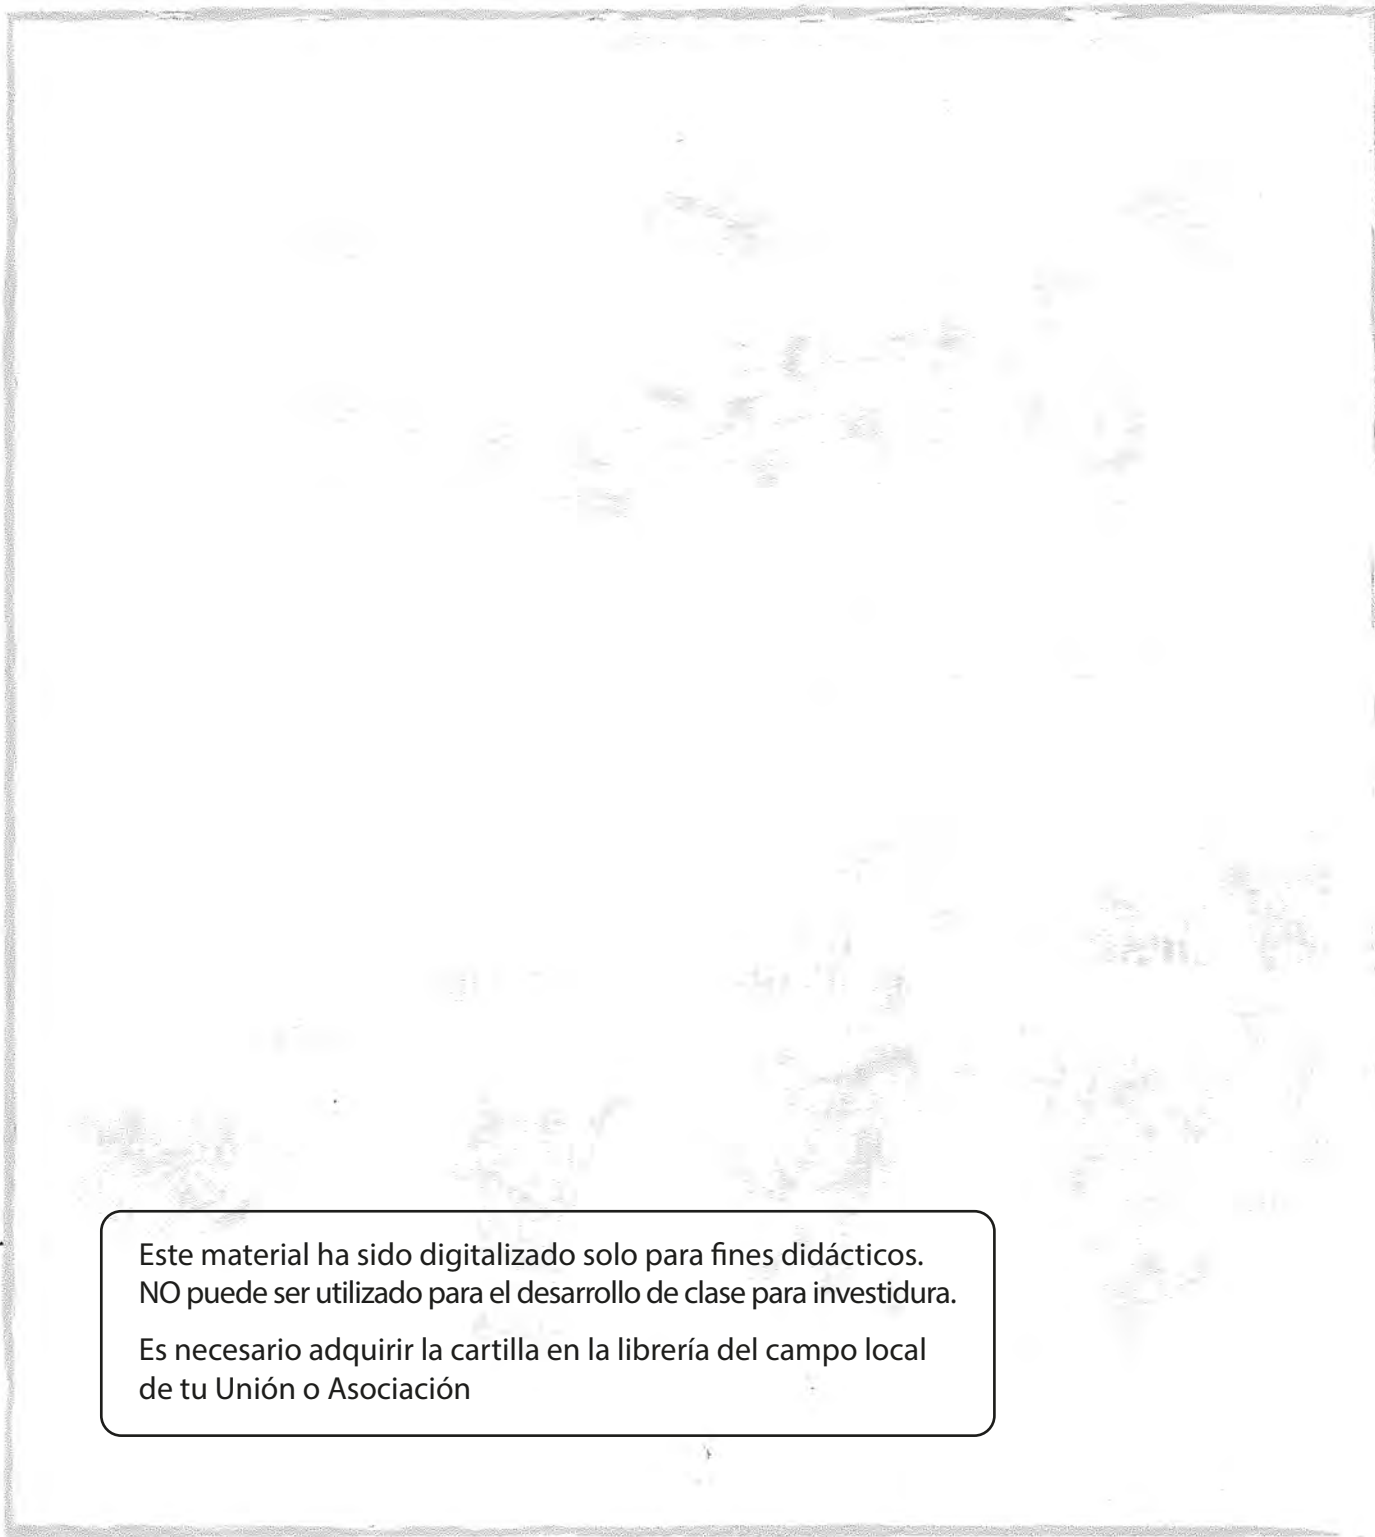 Este material ha sido digitalizado solo para fines didácticos.
NO puede ser utilizado para el desarrollo de clase para investidura.
Es necesario adquirir la cartilla en la librería del campo local
de tu Unión o Asociación